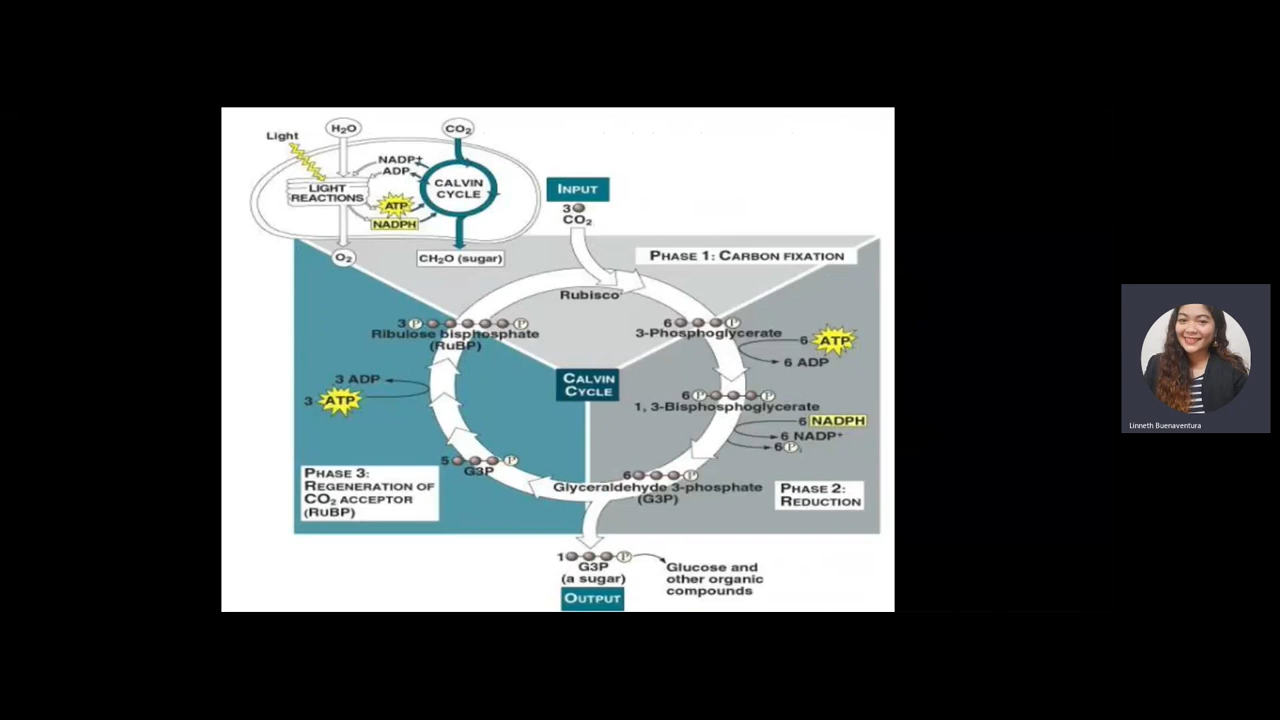 Light
H2O
CO2
NADP+
ADP
LIGHT
REACTIONS
CALVIN
CYCLE
ATP
NADPH
O2
CH2O (sugar)
INPUT
3
CO2
PHASE 1: CARBON FIXATION
Rubisco
3 P P
Ribulose bisphosphate
(RuBP)
6 P
3-Phosphoglycerate
6 ATP
6 ADP
3 ADP
3 ATP
CALVIN
CYCLE
6 P P
1, 3-Bisphosphoglycerate
6 NADPH
6 NADP+
6 Pi
5 P
G3P
6 P
Glyceraldehyde 3-phosphate
(G3P)
PHASE 3:
REGENERATION OF
CO2 ACCEPTOR
(RuBP)
PHASE 2:
REDUCTION
1 P
G3P
(a sugar)
Glucose and
other organic
compounds
OUTPUT
Linneth Buenaventura